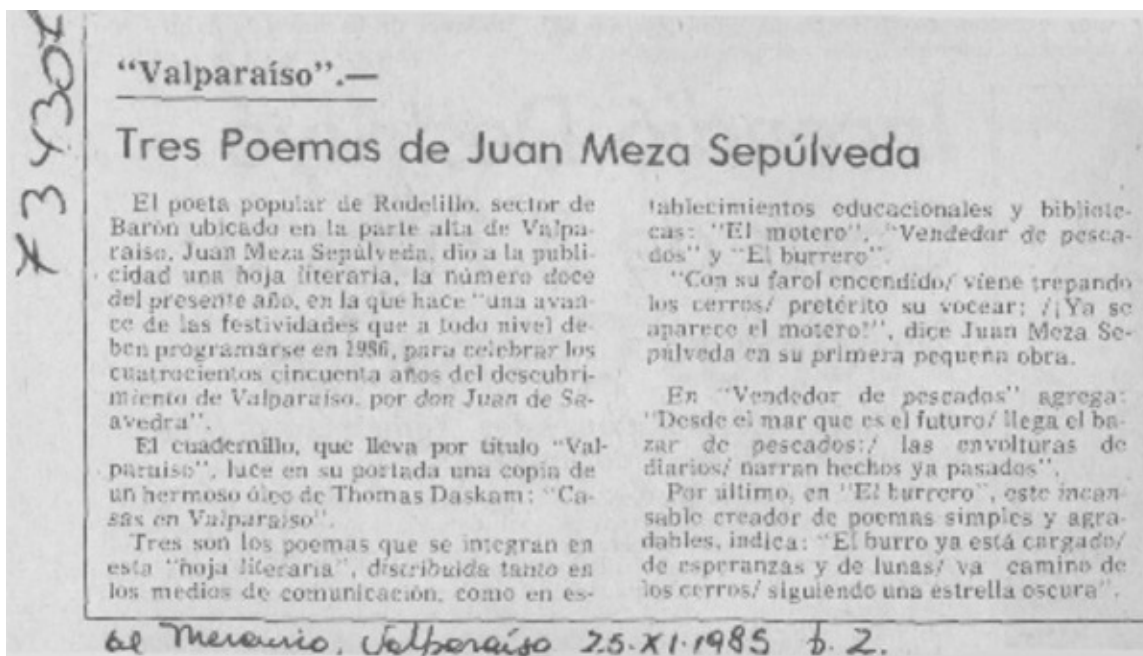 "Valparaíso".—
Tres Poemas de Juan Meza Sepúlveda
El poeta popular de Rodelillo, sector de
Barón ubicado en la parte alta de Valpa-
raíso, Juan Meza Sepúlveda, dio a la publi-
cidad una hoja literaria, la número doce
del presente año, en la que hace "una avan-
ce de las festividades que a todo nivel de-
ben programarse en 1986, para celebrar los
cuatrocientos cincuenta años del descubri-
miento de Valparaíso, por don Juan de Sa-
avedra".
El cuadernillo, que lleva por título "Val-
paraíso", luce en su portada una copia de
un hermoso óleo de Thomas Daskam: "Ca-
sas en Valparaíso".
Tres son los poemas que se integran en
esta "hoja literaria", distribuida tanto en
los medios de comunicación, como en es-
tablecimientos educacionales y bibliote-
cas: "El motero", "Vendedor de pesca-
dos" y "El burrero".
"Con su farol encendido/ viene trepando
los cerros/ pretérito su vocear; /¡Ya se
aparece el motero!", dice Juan Meza Se-
púlveda en su primera pequeña obra.
En "Vendedor de pescados" agrega:
"Desde el mar que es el futuro/ llega el ba-
zar de pescados:/ las envolturas de
diarios/ narran hechos ya pasados".
Por último, en "El burrero", este incan-
sable creador de poemas simples y agra-
dables, indica: "El burro ya está cargado/
de esperanzas y de lunas/ va camino de
los cerros/ siguiendo una estrella oscura".
El Mercurio, Valparaíso 25-XI-1985 p. 2.